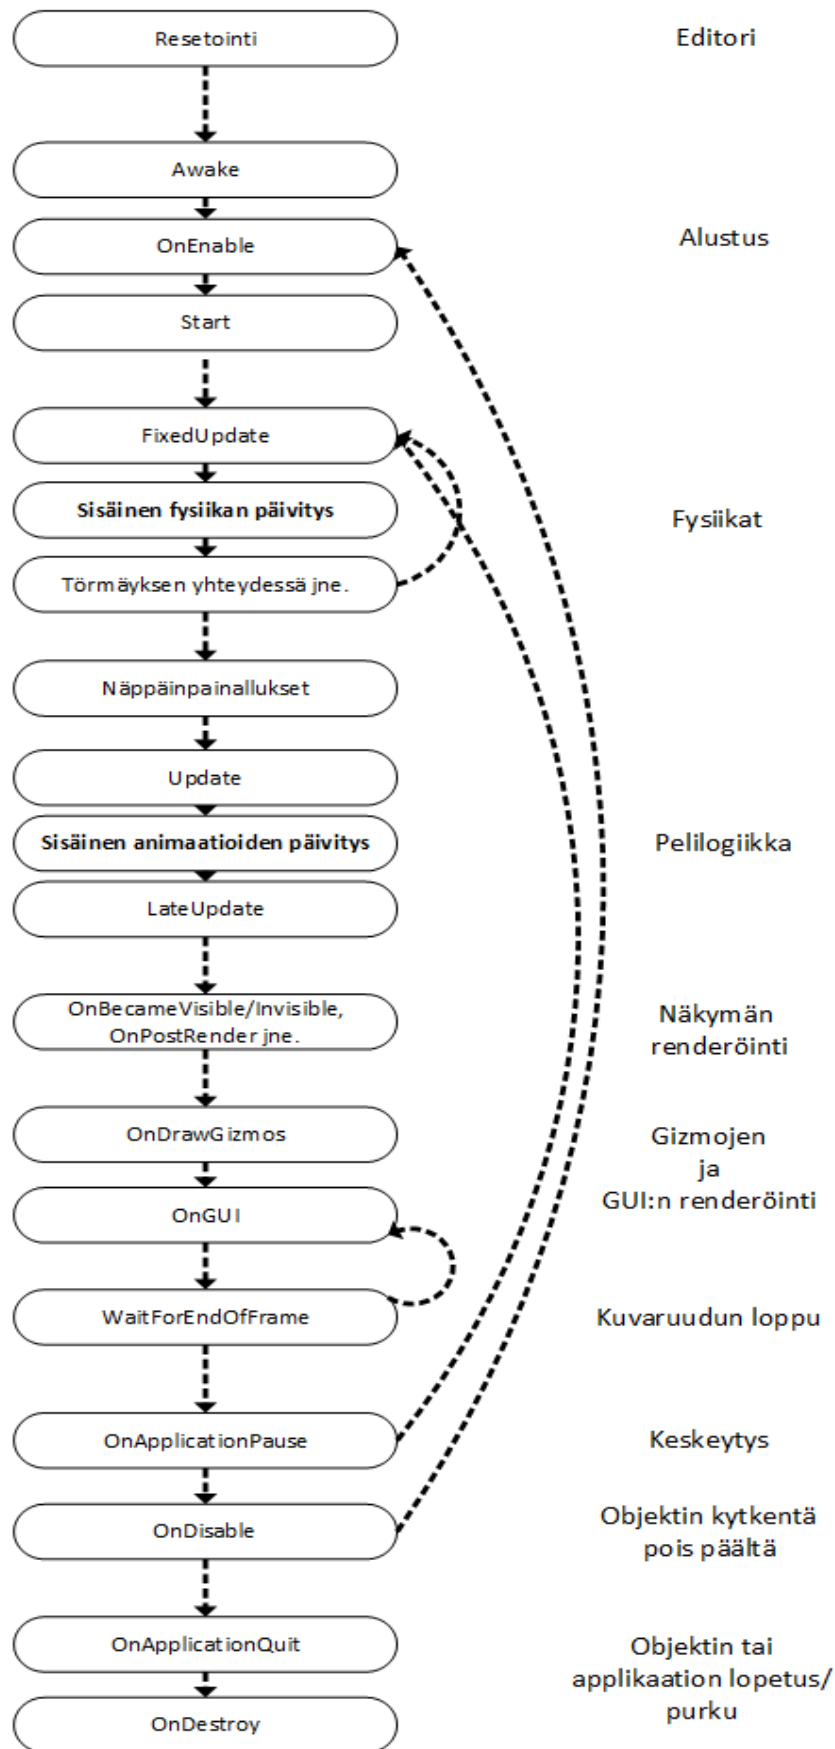 Resetointi
Editori
Awake
OnEnable
Alustus
Start
FixedUpdate
Sisäinen fysiikan päivitys
Fysiikat
Törmäyksen yhteydessä jne.
Näppäinpainallukset
Update
Sisäinen animaatioiden päivitys
Pelilogiikka
LateUpdate
OnBecameVisible/Invisible,
OnPostRender jne.
Näkymän
renderöinti
OnDrawGizmos
Gizmojen
ja
GUI:n renderöinti
OnGUI
WaitForEndOfFrame
Kuvaruudun loppu
OnApplicationPause
Keskeytys
OnDisable
Objektin kytkentä
pois päältä
OnApplicationQuit
Objektin tai
applikaation lopetus/
purku
OnDestroy